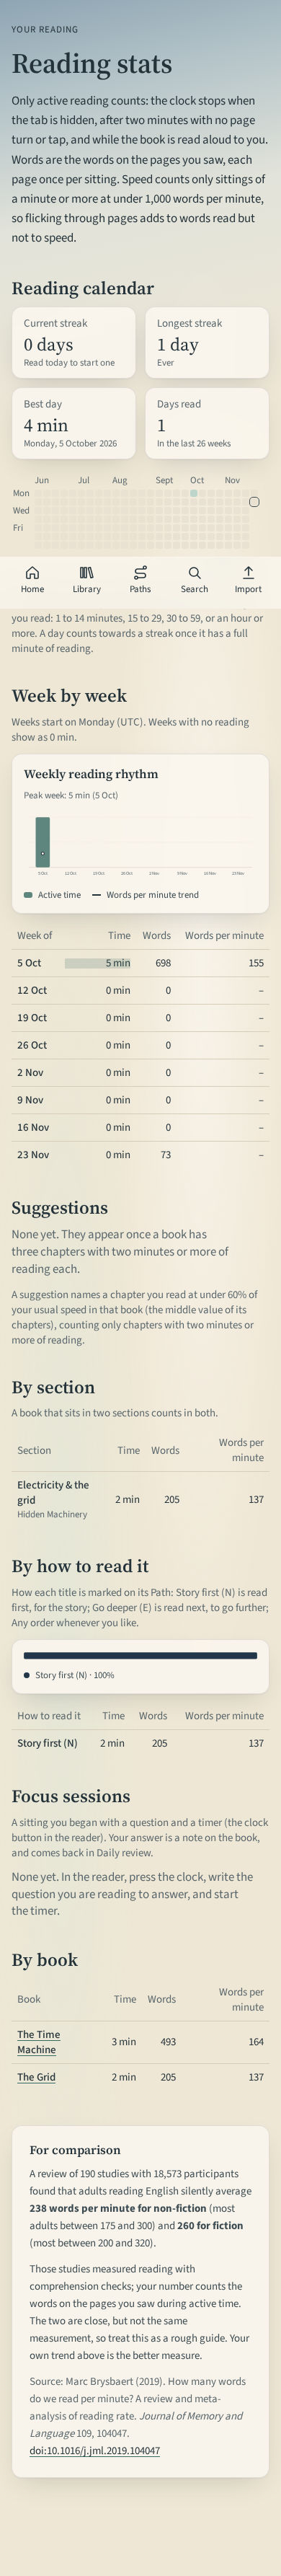 YOUR READING
Reading stats
Only active reading counts: the clock stops when
the tab is hidden, after two minutes with no page
turn or tap, and while the book is read aloud to you.
Words are the words on the pages you saw, each
page once per sitting. Speed counts only sittings of
a minute or more at under 1,000 words per minute,
so flicking through pages adds to words read but
not to speed.
Reading calendar
Current streak
0 days
Read today to start one
Longest streak
1 day
Ever
Best day
4 min
Monday, 5 October 2026
Days read
1
In the last 26 weeks
Jun Jul Aug Sept Oct Nov
Mon
Wed
Fri
Home Library Paths Search Import
you read: 1 to 14 minutes, 15 to 29, 30 to 59, or an hour or
more. A day counts towards a streak once it has a full
minute of reading.
Week by week
Weeks start on Monday (UTC). Weeks with no reading
show as 0 min.
Weekly reading rhythm
Peak week: 5 min (5 Oct)
5 Oct 12 Oct 19 Oct 26 Oct 2 Nov 9 Nov 16 Nov 23 Nov
Active time Words per minute trend
Week of Time Words Words per minute
5 Oct 5 min 698 155
12 Oct 0 min 0 –
19 Oct 0 min 0 –
26 Oct 0 min 0 –
2 Nov 0 min 0 –
9 Nov 0 min 0 –
16 Nov 0 min 0 –
23 Nov 0 min 73 –
Suggestions
None yet. They appear once a book has
three chapters with two minutes or more of
reading each.
A suggestion names a chapter you read at under 60% of
your usual speed in that book (the middle value of its
chapters), counting only chapters with two minutes or
more of reading.
By section
A book that sits in two sections counts in both.
Section Time Words Words per
minute
Electricity & the
grid
Hidden Machinery
2 min 205 137
By how to read it
How each title is marked on its Path: Story first (N) is read
first, for the story; Go deeper (E) is read next, to go further;
Any order whenever you like.
Story first (N) · 100%
How to read it Time Words Words per minute
Story first (N) 2 min 205 137
Focus sessions
A sitting you began with a question and a timer (the clock
button in the reader). Your answer is a note on the book,
and comes back in Daily review.
None yet. In the reader, press the clock, write the
question you are reading to answer, and start
the timer.
By book
Book Time Words Words per
minute
The Time
Machine
3 min 493 164
The Grid 2 min 205 137
For comparison
A review of 190 studies with 18,573 participants
found that adults reading English silently average
238 words per minute for non-fiction (most
adults between 175 and 300) and 260 for fiction
(most between 200 and 320).
Those studies measured reading with
comprehension checks; your number counts the
words on the pages you saw during active time.
The two are close, but not the same
measurement, so treat this as a rough guide. Your
own trend above is the better measure.
Source: Marc Brysbaert (2019). How many words
do we read per minute? A review and meta-
analysis of reading rate. Journal of Memory and
Language 109, 104047.
doi:10.1016/j.jml.2019.104047